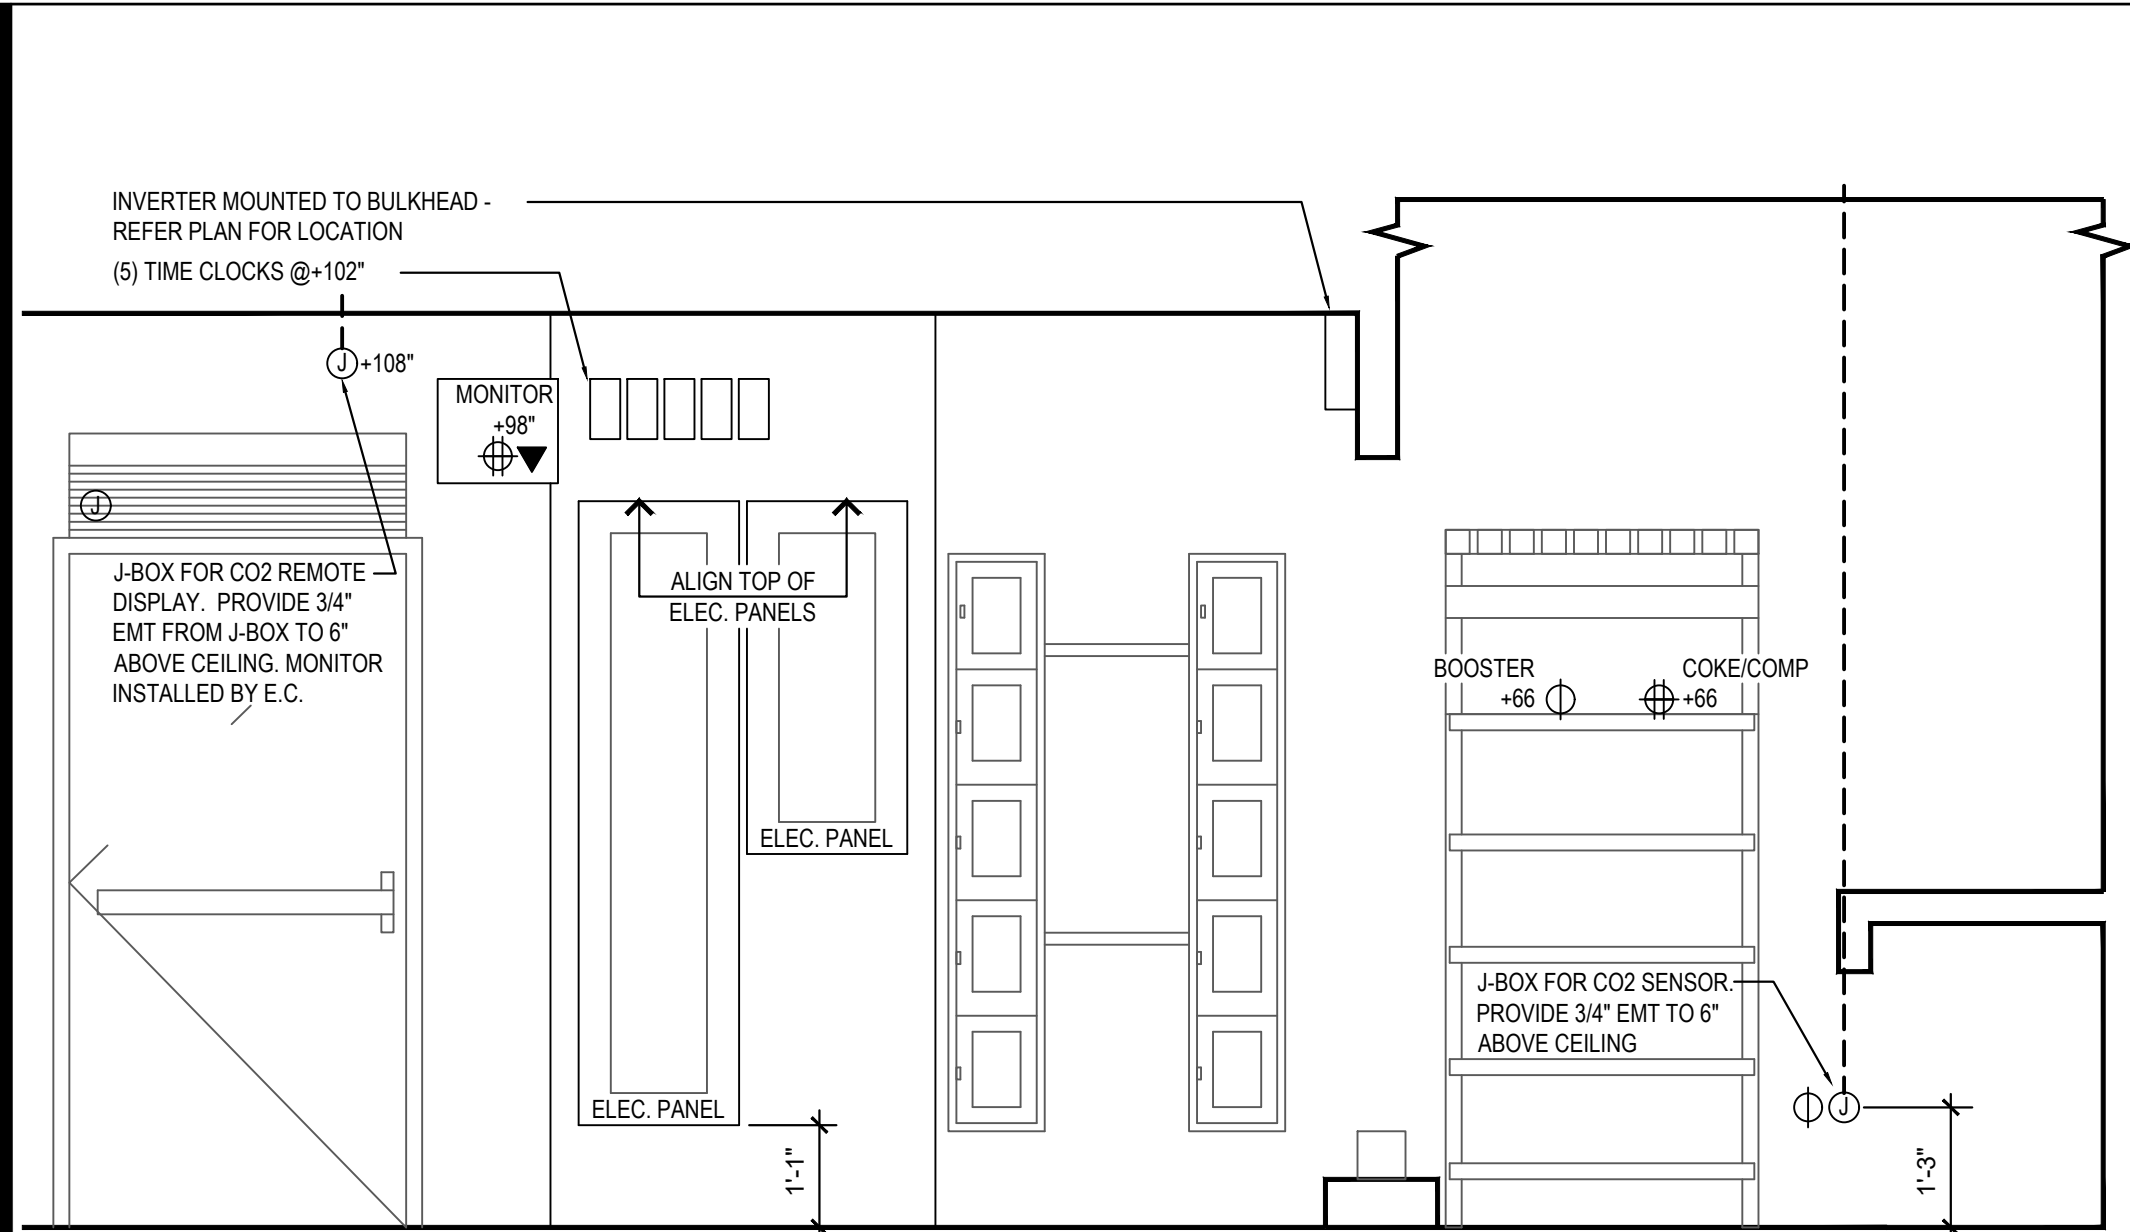 INVERTER MOUNTED TO BULKHEAD -
REFER PLAN FOR LOCATION
(5) TIME CLOCKS @+102"
J +108"
MONITOR
+98"
J
J-BOX FOR CO2 REMOTE
DISPLAY. PROVIDE 3/4"
EMT FROM J-BOX TO 6"
ABOVE CEILING. MONITOR
INSTALLED BY E.C.
ALIGN TOP OF
ELEC. PANELS
ELEC. PANEL
ELEC. PANEL
1'-1"
BOOSTER
+66
COKE/COMP
+66
J-BOX FOR CO2 SENSOR.
PROVIDE 3/4" EMT TO 6"
ABOVE CEILING
J
1'-3"